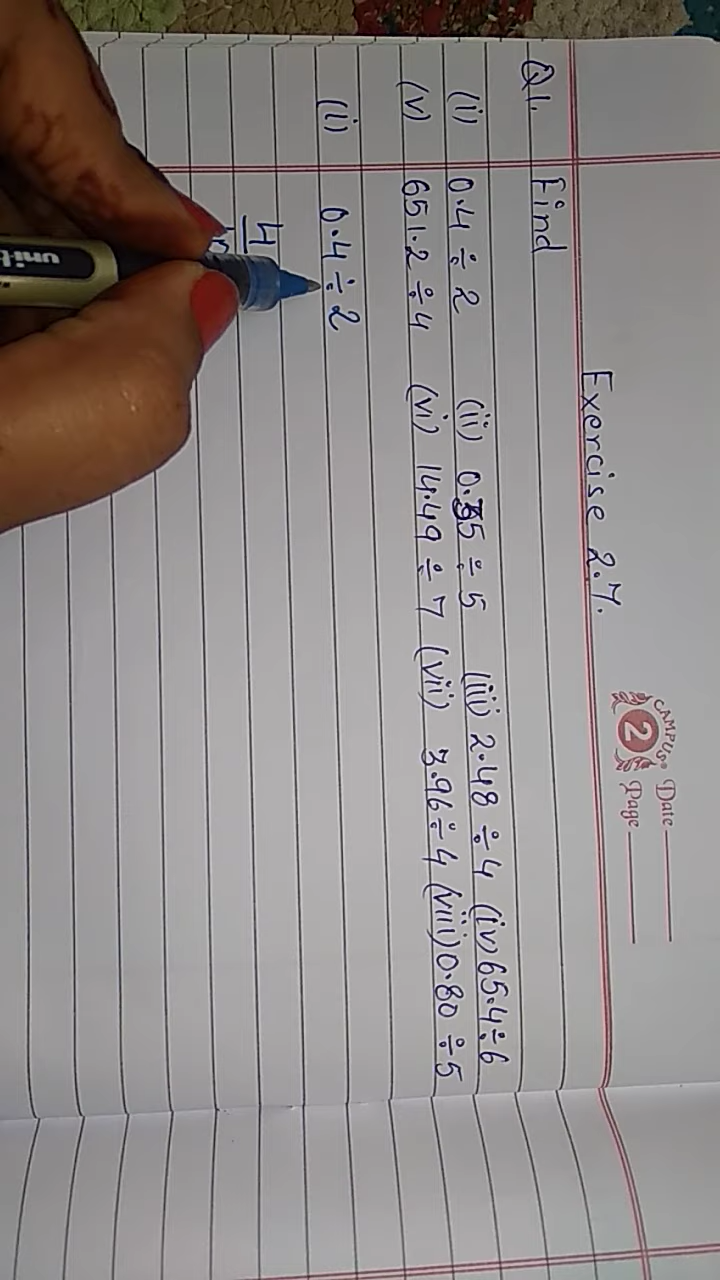 CAMPUS
2
Date
Page
Exercise 2.7.
Q1. Find
(i) 0.4 ÷ 2 (ii) 0.35 ÷ 5 (iii) 2.48 ÷ 4 (iv) 65.4 ÷ 6
(v) 651.2 ÷ 4 (vi) 14.49 ÷ 7 (vii) 3.96 ÷ 4 (viii) 0.80 ÷ 5
(i) 0.4 ÷ 2
4